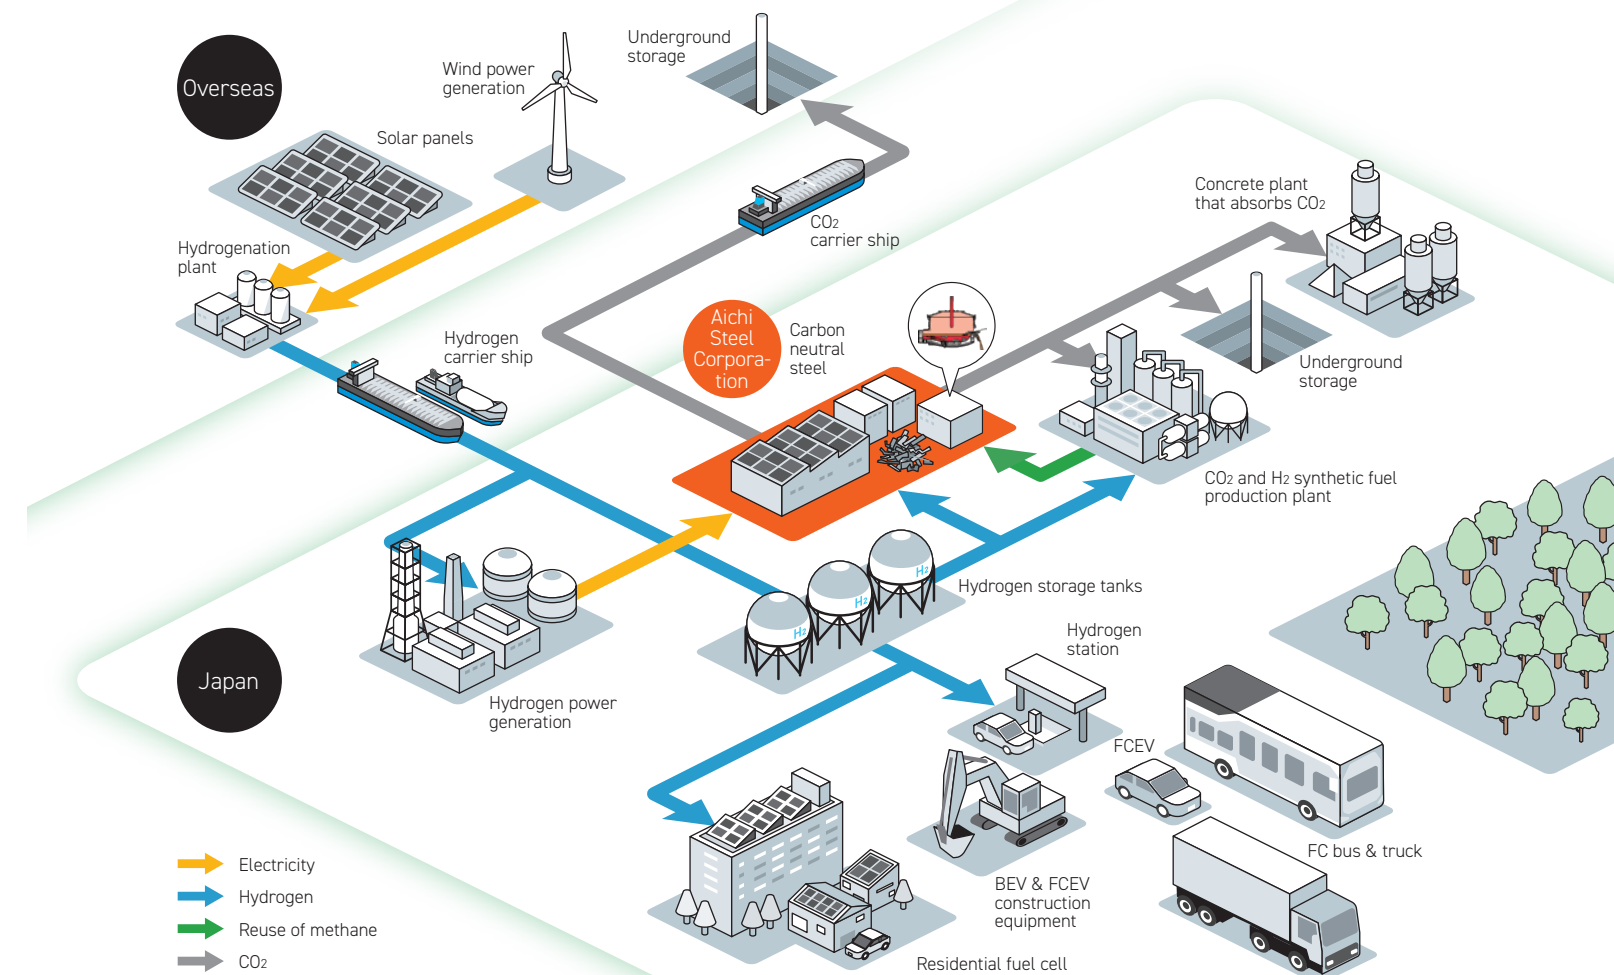 Overseas
Wind power
generation
Solar panels
Hydrogenation
plant
Underground
storage
CO2
carrier ship
Hydrogen
carrier ship
Aichi
Steel
Corpora-
tion
Carbon
neutral
steel
Concrete plant
that absorbs CO2
Underground
storage
CO2 and H2 synthetic fuel
production plant
H2
H2
H2
Hydrogen storage tanks
Japan
Hydrogen power
generation
Hydrogen
station
FCEV
FC bus & truck
BEV & FCEV
construction
equipment
Residential fuel cell
Electricity
Hydrogen
Reuse of methane
CO2